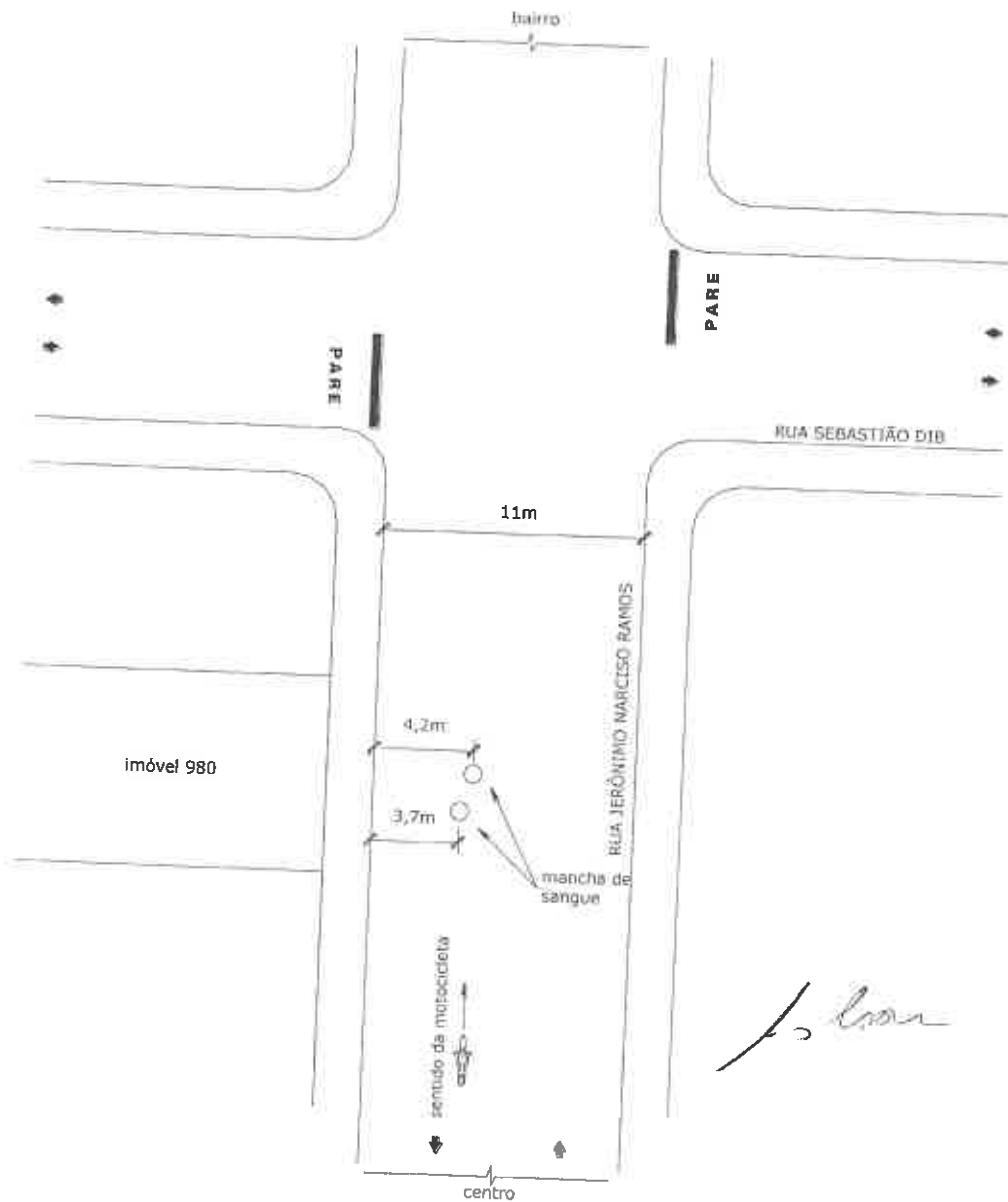 bairro
PARE
PARE
RUA SEBASTIÃO DIB
11m
RUA JERÔNIMO NARCISO RAMOS
4,2m
imóvel 980
3,7m
mancha de
sangue
sentido da motocicleta
centro